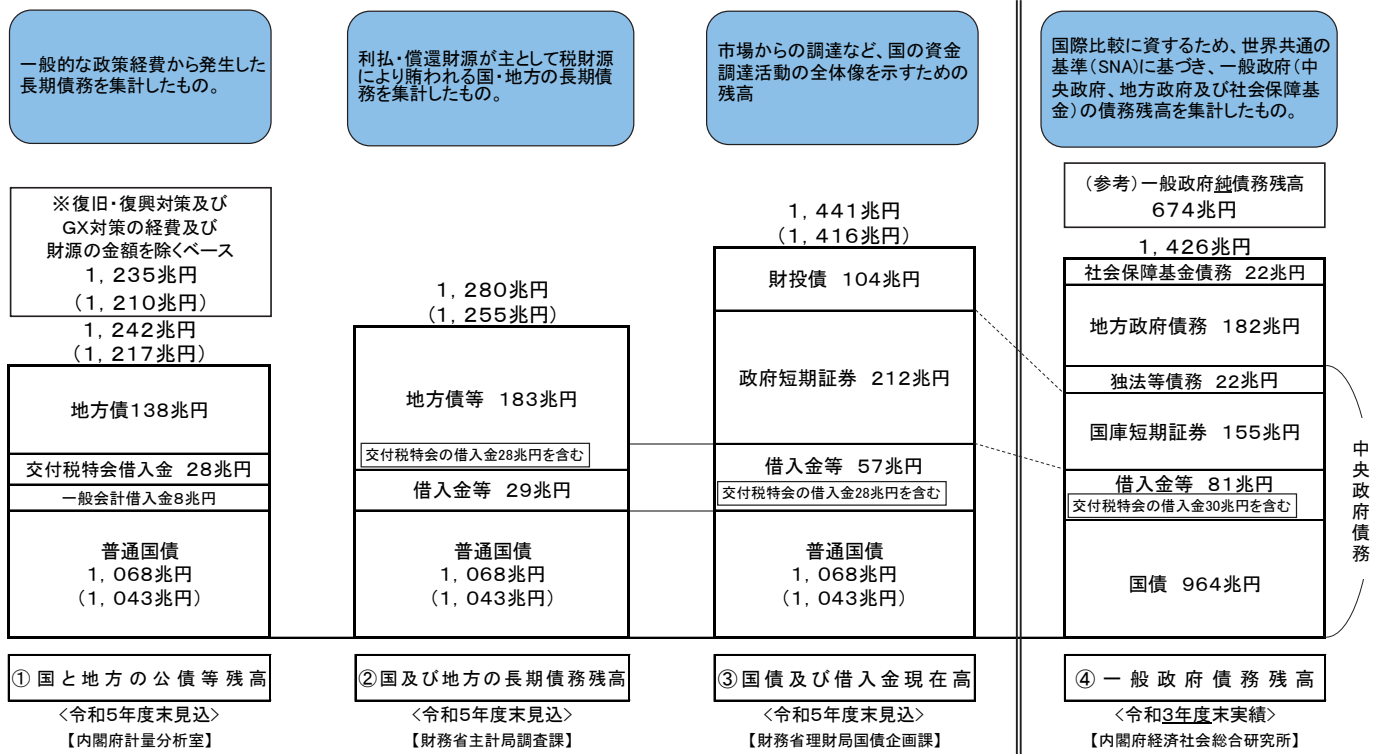 一般的な政策経費から発生した
長期債務を集計したもの。
※復旧・復興対策及び
GX対策の経費及び
財源の金額を除くベース
1,235兆円
(1,210兆円)
1,242兆円
(1,217兆円)
地方債138兆円
交付税特会借入金 28兆円
一般会計借入金8兆円
普通国債
1,068兆円
(1,043兆円)
①国と地方の公債等残高
<令和5年度末見込>
【内閣府計量分析室】
利払・償還財源が主として税財源
により賄われる国・地方の長期債
務を集計したもの。
1,280兆円
(1,255兆円)
地方債等 183兆円
交付税特会の借入金28兆円を含む
借入金等 29兆円
普通国債
1,068兆円
(1,043兆円)
②国及び地方の長期債務残高
<令和5年度末見込>
【財務省主計局調査課】
市場からの調達など、国の資金
調達活動の全体像を示すための
残高
1,441兆円
(1,416兆円)
財投債 104兆円
政府短期証券 212兆円
借入金等 57兆円
交付税特会の借入金28兆円を含む
普通国債
1,068兆円
(1,043兆円)
③国債及び借入金現在高
<令和5年度末見込>
【財務省理財局国債企画課】
国際比較に資するため、世界共通の
基準(SNA)に基づき、一般政府(中
央政府、地方政府及び社会保障基
金)の債務残高を集計したもの。
(参考)一般政府純債務残高
674兆円
1,426兆円
社会保障基金債務 22兆円
地方政府債務 182兆円
独法等債務 22兆円
国庫短期証券 155兆円
借入金等 81兆円
交付税特会の借入金30兆円を含む
国債 964兆円
中央政府債務
④一般政府債務残高
<令和3年度末実績>
【内閣府経済社会総合研究所】